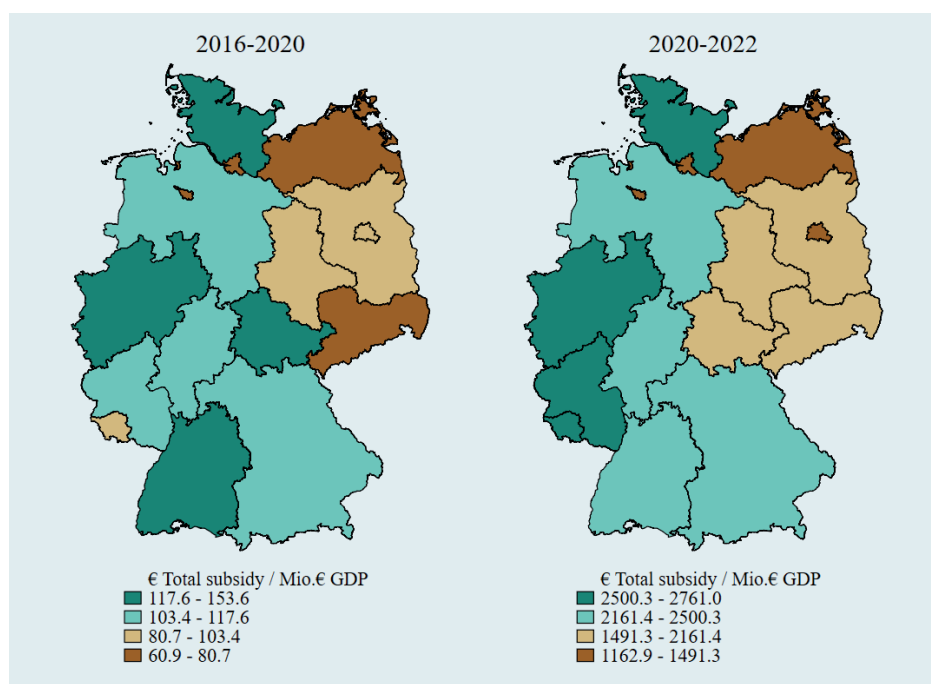 2016-2020
€ Total subsidy / Mio.€ GDP
117.6 - 153.6
103.4 - 117.6
80.7 - 103.4
60.9 - 80.7
2020-2022
€ Total subsidy / Mio.€ GDP
2500.3 - 2761.0
2161.4 - 2500.3
1491.3 - 2161.4
1162.9 - 1491.3